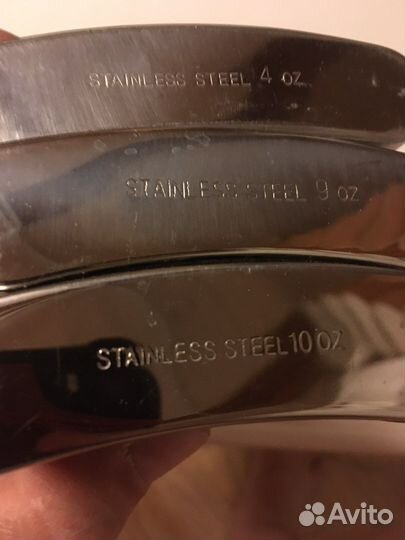 STAINLESS STEEL 4 OZ
STAINLESS STEEL 9 OZ
STAINLESS STEEL 10 OZ
Avito